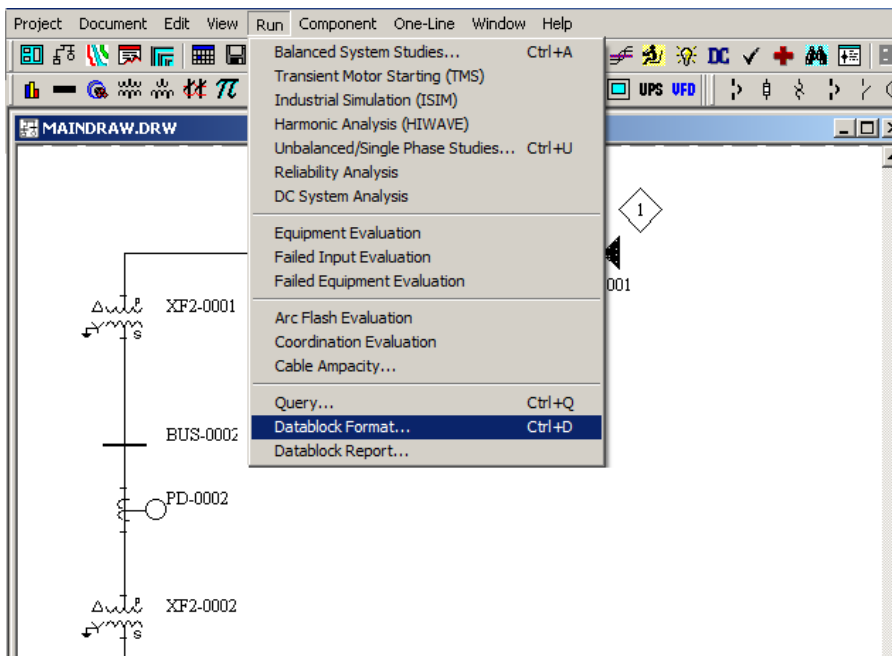 Project Document Edit View Run Component One-Line Window Help
DC
π UPS VFD
MAINDRAW.DRW
Balanced System Studies... Ctrl+A
Transient Motor Starting (TMS)
Industrial Simulation (ISIM)
Harmonic Analysis (HIWAVE)
Unbalanced/Single Phase Studies... Ctrl+U
Reliability Analysis
DC System Analysis
Equipment Evaluation
Failed Input Evaluation
Failed Equipment Evaluation
Arc Flash Evaluation
Coordination Evaluation
Cable Ampacity...
Query... Ctrl+Q
Datablock Format... Ctrl+D
Datablock Report...
1
001
XF2-0001
S
BUS-0002
PD-0002
XF2-0002
S